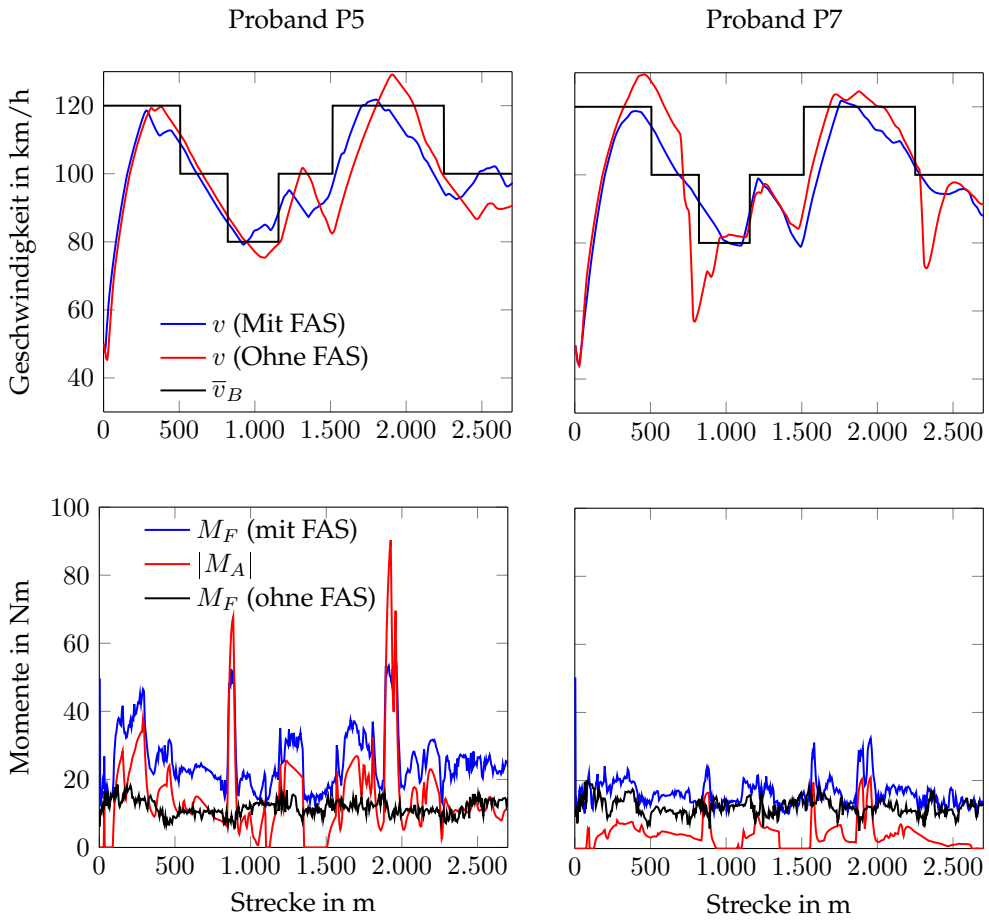 Proband P5
Proband P7
Geschwindigkeit in km/h
120
100
80
60
40
v (Mit FAS)
v (Ohne FAS)
v̅_B
0 500 1.000 1.500 2.000 2.500
0 500 1.000 1.500 2.000 2.500
Momente in Nm
100
80
60
40
20
0
M_F (mit FAS)
|M_A|
M_F (ohne FAS)
0 500 1.000 1.500 2.000 2.500
0 500 1.000 1.500 2.000 2.500
Strecke in m
Strecke in m